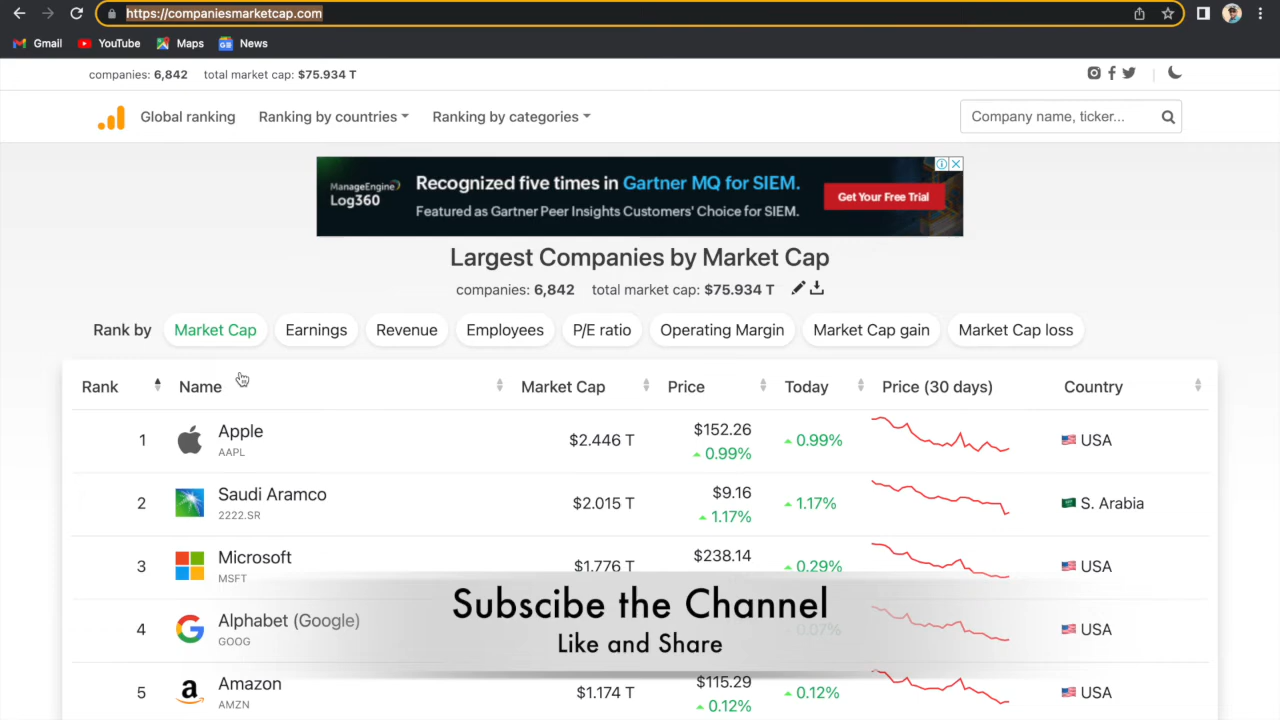 https://companiesmarketcap.com
Gmail YouTube Maps News
companies: 6,842 total market cap: $75.934 T
Global ranking Ranking by countries Ranking by categories Company name, ticker...
ManageEngine
Log360
Recognized five times in Gartner MQ for SIEM.
Featured as Gartner Peer Insights Customers' Choice for SIEM.
Get Your Free Trial
Largest Companies by Market Cap
companies: 6,842 total market cap: $75.934 T
Rank by Market Cap Earnings Revenue Employees P/E ratio Operating Margin Market Cap gain Market Cap loss
Rank Name Market Cap Price Today Price (30 days) Country
1 Apple $2.446 T $152.26 0.99% USA
AAPL 0.99%
2 Saudi Aramco $2.015 T $9.16 1.17% S. Arabia
2222.SR 1.17%
3 Microsoft $1.776 T $238.14 0.29% USA
MSFT
Subscibe the Channel
Like and Share
4 Alphabet (Google) 0.07% USA
GOOG
5 Amazon $1.174 T $115.29 0.12% USA
AMZN 0.12%